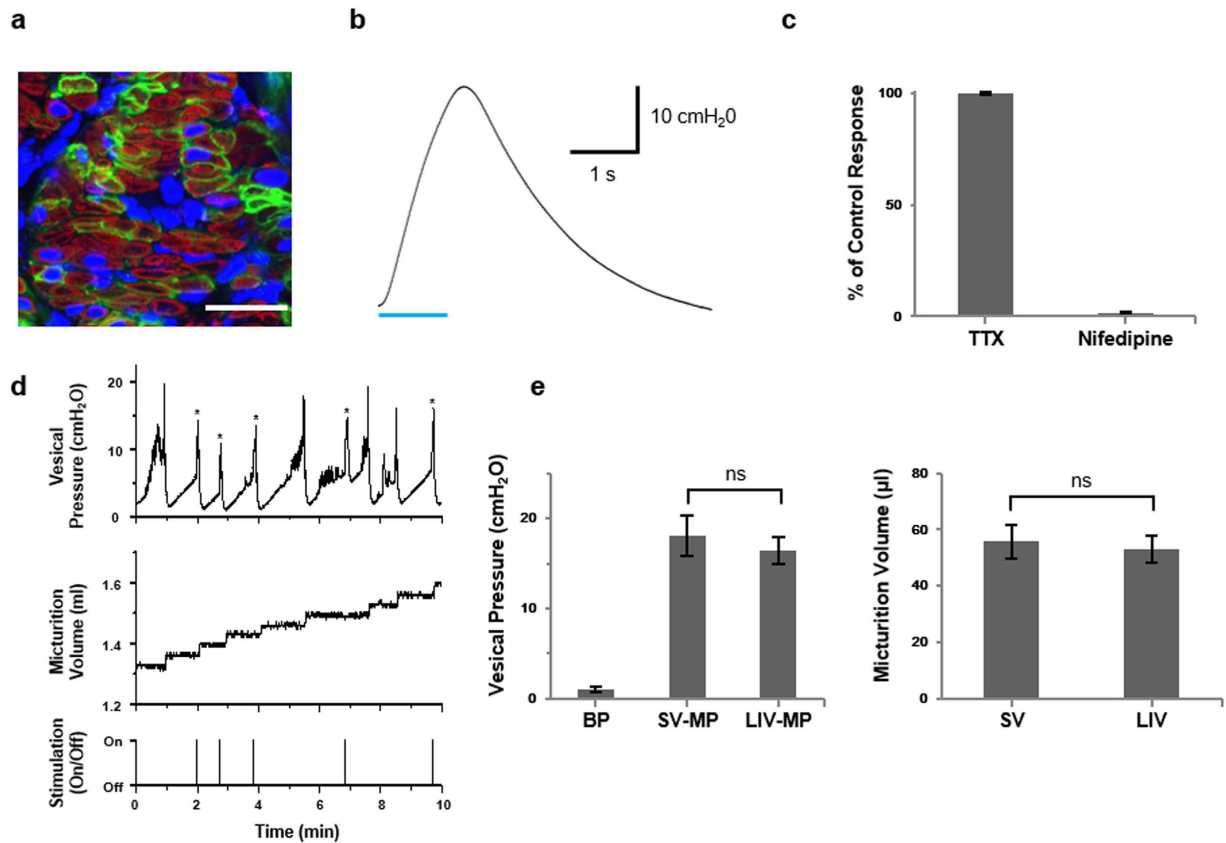 a
b
c
10 cmH₂0
1 s
% of Control Response
100
50
0
TTX
Nifedipine
d
Vesical
Pressure (cmH₂O)
20
10
0
*
*
*
*
*
Micturition
Volume (ml)
1.6
1.4
1.2
Stimulation
(On/Off)
On
Off
0
2
4
6
8
10
Time (min)
e
Vesical Pressure (cmH₂O)
20
10
0
ns
BP
SV-MP
LIV-MP
Micturition Volume (µl)
80
60
40
20
0
ns
SV
LIV